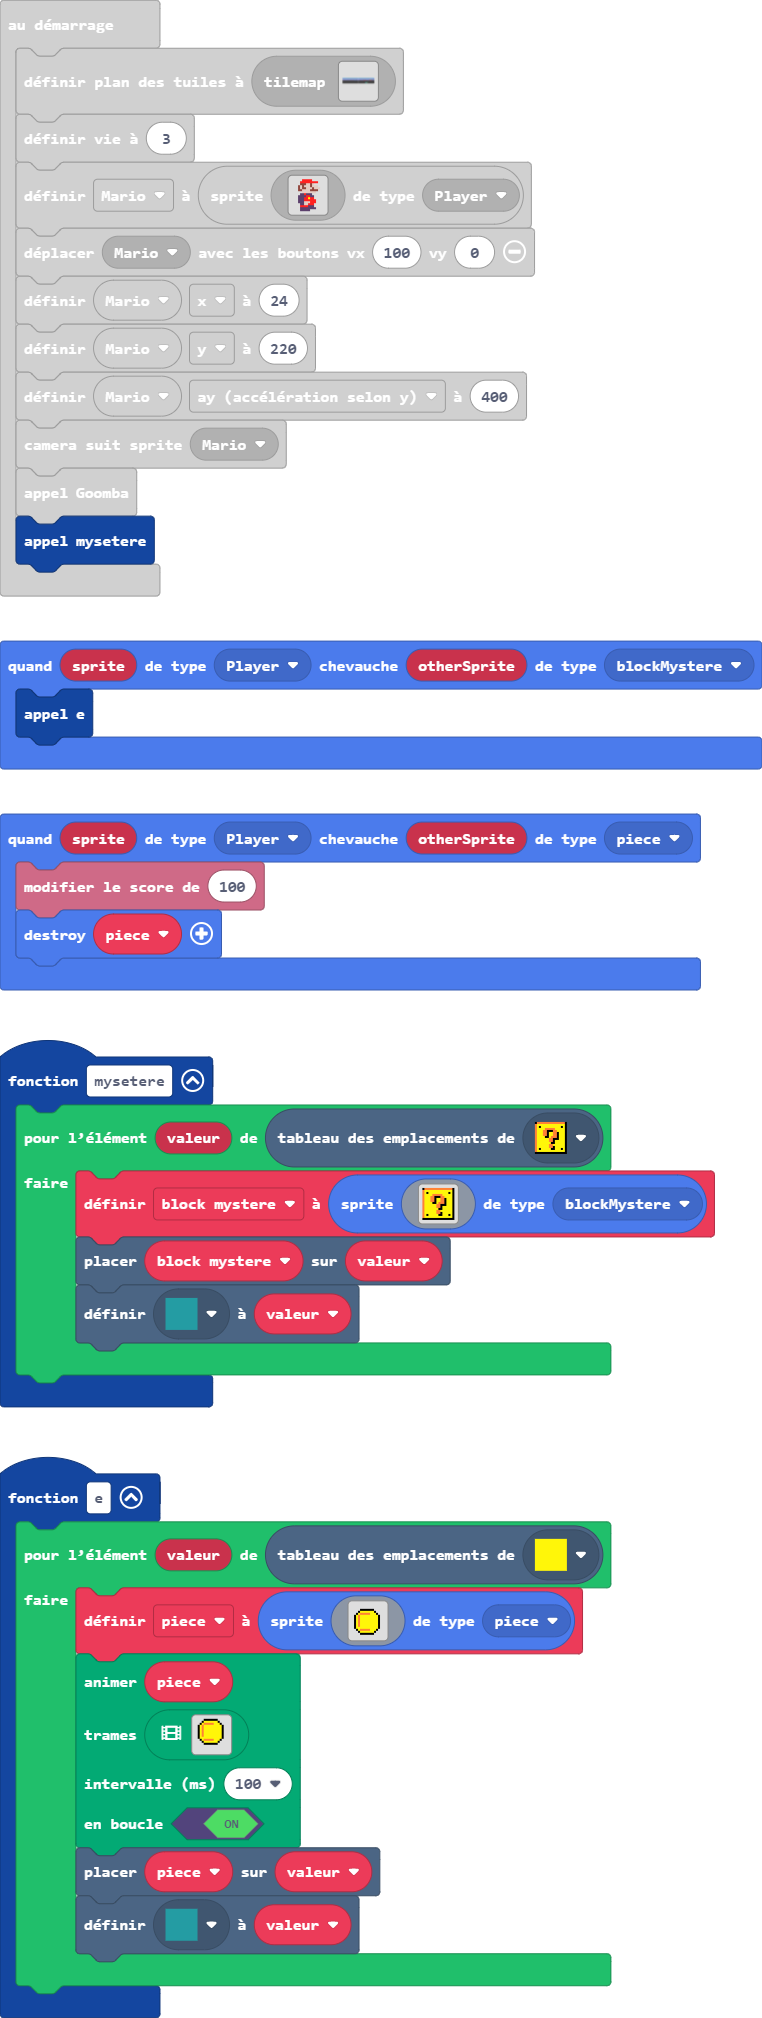 au démarrage
définir plan des tuiles à tilemap
définir vie à 3
définir Mario à sprite de type Player
déplacer Mario avec les boutons vx 100 vy 0
définir Mario x à 24
définir Mario y à 220
définir Mario ay (accélération selon y) à 400
camera suit sprite Mario
appel Goomba
appel mysetere
quand sprite de type Player chevauche otherSprite de type blockMystere
appel e
quand sprite de type Player chevauche otherSprite de type piece
modifier le score de 100
destroy piece
fonction mysetere
pour l'élément valeur de tableau des emplacements de ?
faire
définir block mystere à sprite ? de type blockMystere
placer block mystere sur valeur
définir à valeur
fonction e
pour l'élément valeur de tableau des emplacements de
faire
définir piece à sprite de type piece
animer piece
trames
intervalle (ms) 100
en boucle ON
placer piece sur valeur
définir à valeur